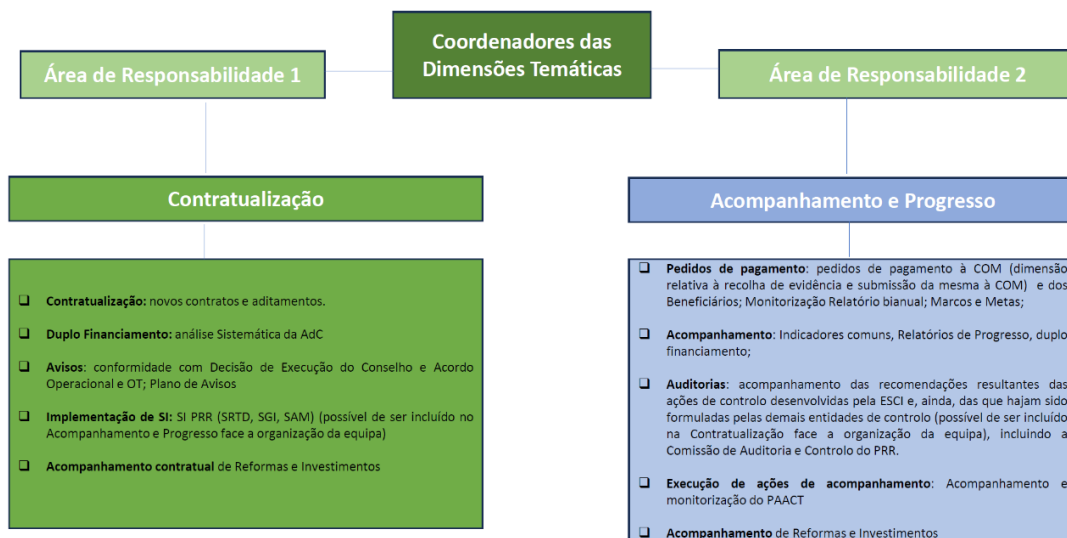 Coordenadores das
Dimensões Temáticas
Área de Responsabilidade 1
Área de Responsabilidade 2
Contratualização
❑ Contratualização: novos contratos e aditamentos.
❑ Duplo Financiamento: análise Sistemática da AdC
❑ Avisos: conformidade com Decisão de Execução do Conselho e Acordo
Operacional e OT; Plano de Avisos
❑ Implementação de SI: SI PRR (SRTD, SGI, SAM) (possível de ser incluído no
Acompanhamento e Progresso face a organização da equipa)
❑ Acompanhamento contratual de Reformas e Investimentos
Acompanhamento e Progresso
❑ Pedidos de pagamento: pedidos de pagamento à COM (dimensão
relativa à recolha de evidência e submissão da mesma à COM) e dos
Beneficiários; Monitorização Relatório bianual; Marcos e Metas;
❑ Acompanhamento: Indicadores comuns, Relatórios de Progresso, duplo
financiamento;
❑ Auditorias: acompanhamento das recomendações resultantes das
ações de controlo desenvolvidas pela ESCI e, ainda, das que hajam sido
formuladas pelas demais entidades de controlo (possível de ser incluído
na Contratualização face a organização da equipa), incluindo a
Comissão de Auditoria e Controlo do PRR.
❑ Execução de ações de acompanhamento: Acompanhamento e
monitorização do PAACT
❑ Acompanhamento de Reformas e Investimentos